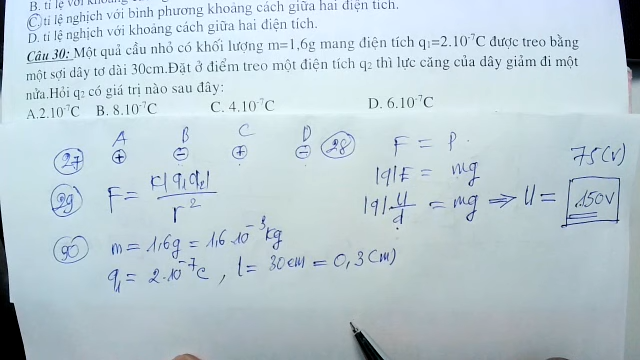 B. tỉ lệ với khoảng cách giữa hai điện tích.
C. tỉ lệ nghịch với bình phương khoảng cách giữa hai điện tích.
D. tỉ lệ nghịch với khoảng cách giữa hai điện tích.
Câu 30: Một quả cầu nhỏ có khối lượng m=1,6g mang điện tích q₁=2.10⁻⁷C được treo bằng
một sợi dây tơ dài 30cm.Đặt ở điểm treo một điện tích q₂ thì lực căng của dây giảm đi một
nửa.Hỏi q₂ có giá trị nào sau đây:
A.2.10⁻⁷C B. 8.10⁻⁷C C. 4.10⁻⁷C D. 6.10⁻⁷C
A B C D
27 + - + -
28 F = P
|q|E = mg
|q|U/d = mg => U = 150V
75(V)
29 F = k|q₁q₂|/r²
30 m = 1,6g = 1,6.10⁻³kg
q₁ = 2.10⁻⁷C, l = 30cm = 0,3(m)